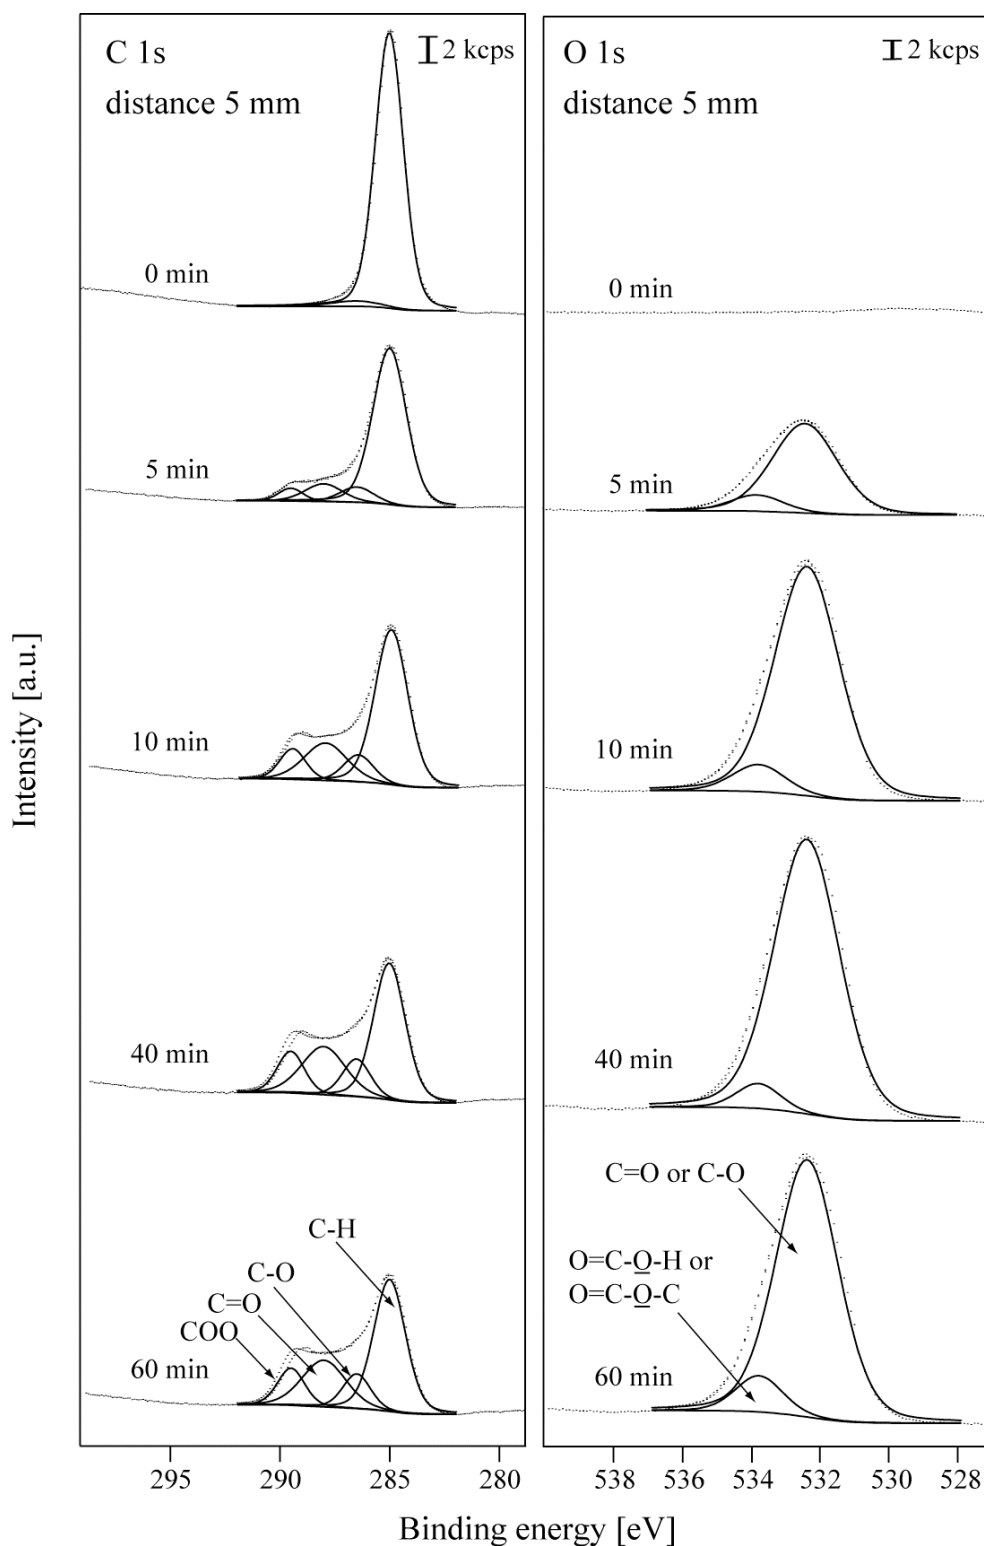 C 1s
2 kcps
distance 5 mm
0 min
5 min
10 min
40 min
C-H
C-O
C=O
COO
60 min
295
290
285
280
O 1s
2 kcps
distance 5 mm
0 min
5 min
10 min
40 min
C=O or C-O
O=C-O-H or
O=C-O-C
60 min
538
536
534
532
530
528
Intensity [a.u.]
Binding energy [eV]